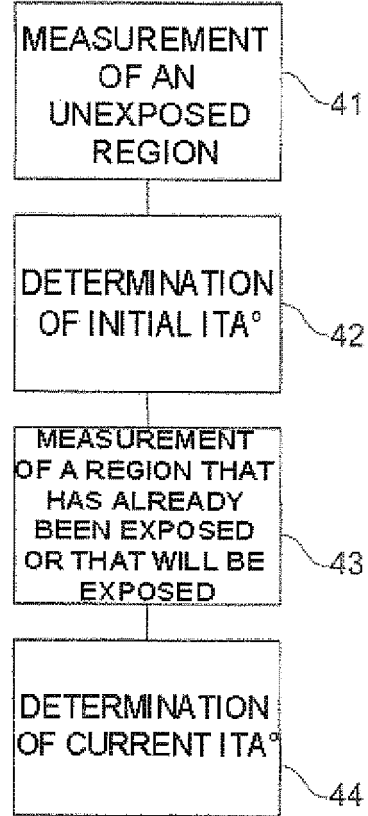 MEASUREMENT
OF AN
UNEXPOSED
REGION
41
DETERMINATION
OF INITIAL ITA°
42
MEASUREMENT
OF A REGION THAT
HAS ALREADY
BEEN EXPOSED
OR THAT WILL BE
EXPOSED
43
DETERMINATION
OF CURRENT ITA°
44